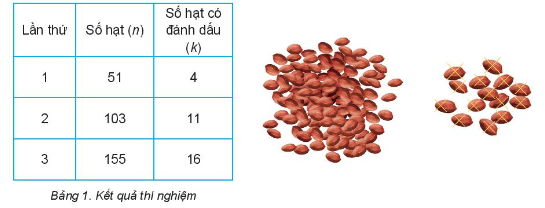 Lần thứ
Số hạt (n)
Số hạt có
đánh dấu
(k)
1
51
4
2
103
11
3
155
16
Bảng 1. Kết quả thí nghiệm